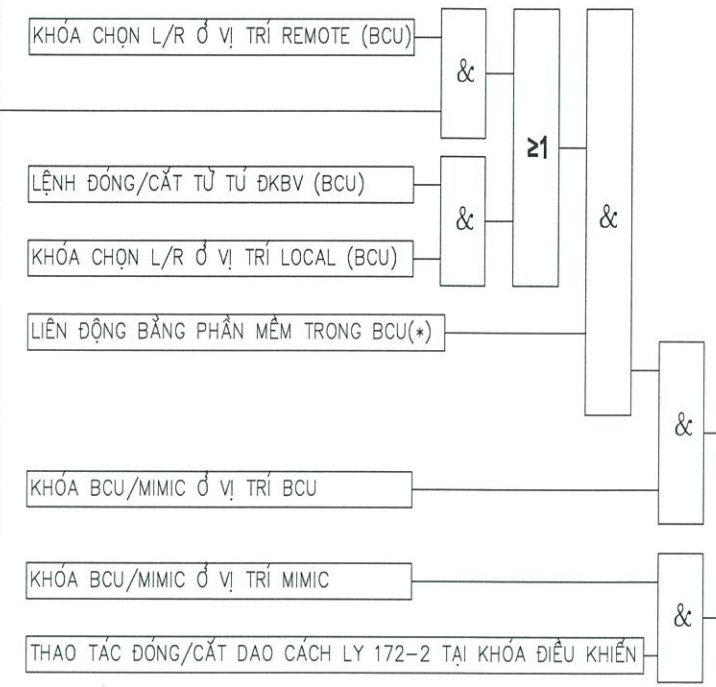 KHÓA CHỌN L/R Ở VỊ TRÍ REMOTE (BCU)
&
≥1
LỆNH ĐÓNG/CẮT TỪ TỦ ĐKBV (BCU)
&
&
KHÓA CHỌN L/R Ở VỊ TRÍ LOCAL (BCU)
LIÊN ĐỘNG BẰNG PHẦN MỀM TRONG BCU(*)
&
KHÓA BCU/MIMIC Ở VỊ TRÍ BCU
KHÓA BCU/MIMIC Ở VỊ TRÍ MIMIC
&
THAO TÁC ĐÓNG/CẮT DAO CÁCH LY 172-2 TẠI KHÓA ĐIỀU KHIỂN